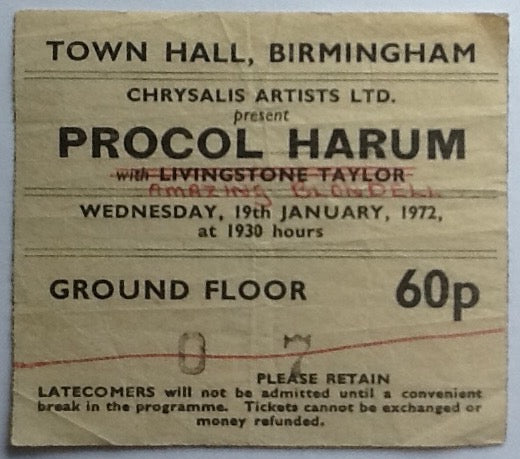 TOWN HALL, BIRMINGHAM
CHRYSALIS ARTISTS LTD.
present
PROCOL HARUM
with LIVINGSTONE TAYLOR
AMAZING BLONDELL
WEDNESDAY, 19th JANUARY, 1972,
at 1930 hours
GROUND FLOOR 60p
O 7
PLEASE RETAIN
LATECOMERS will not be admitted until a convenient
break in the programme. Tickets cannot be exchanged or
money refunded.